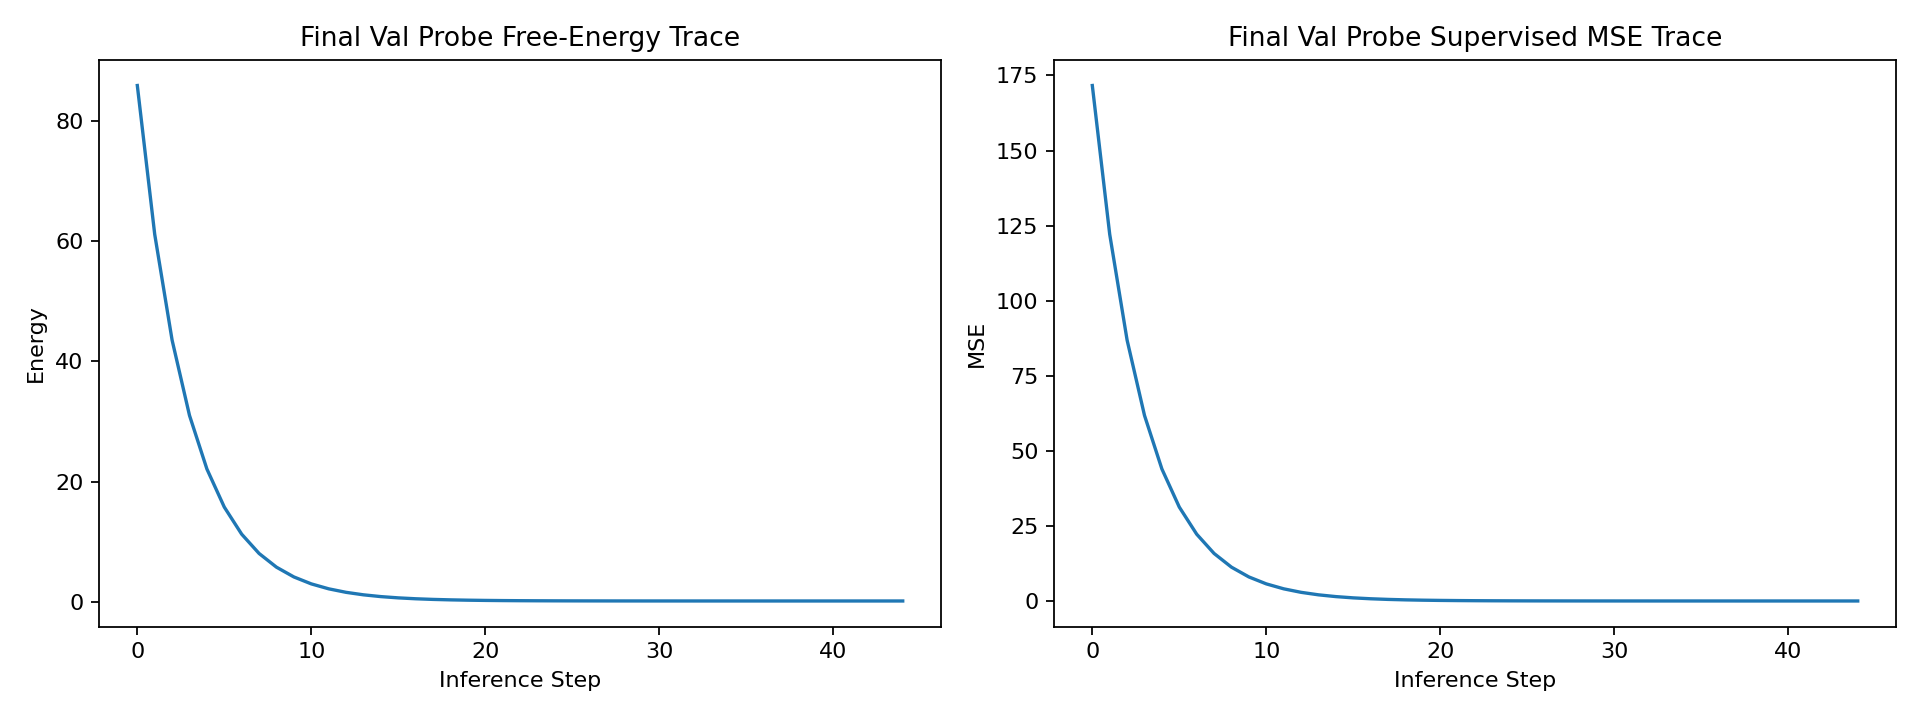 Final Val Probe Free-Energy Trace
Energy
80
60
40
20
0
0 10 20 30 40
Inference Step
Final Val Probe Supervised MSE Trace
MSE
175
150
125
100
75
50
25
0
0 10 20 30 40
Inference Step